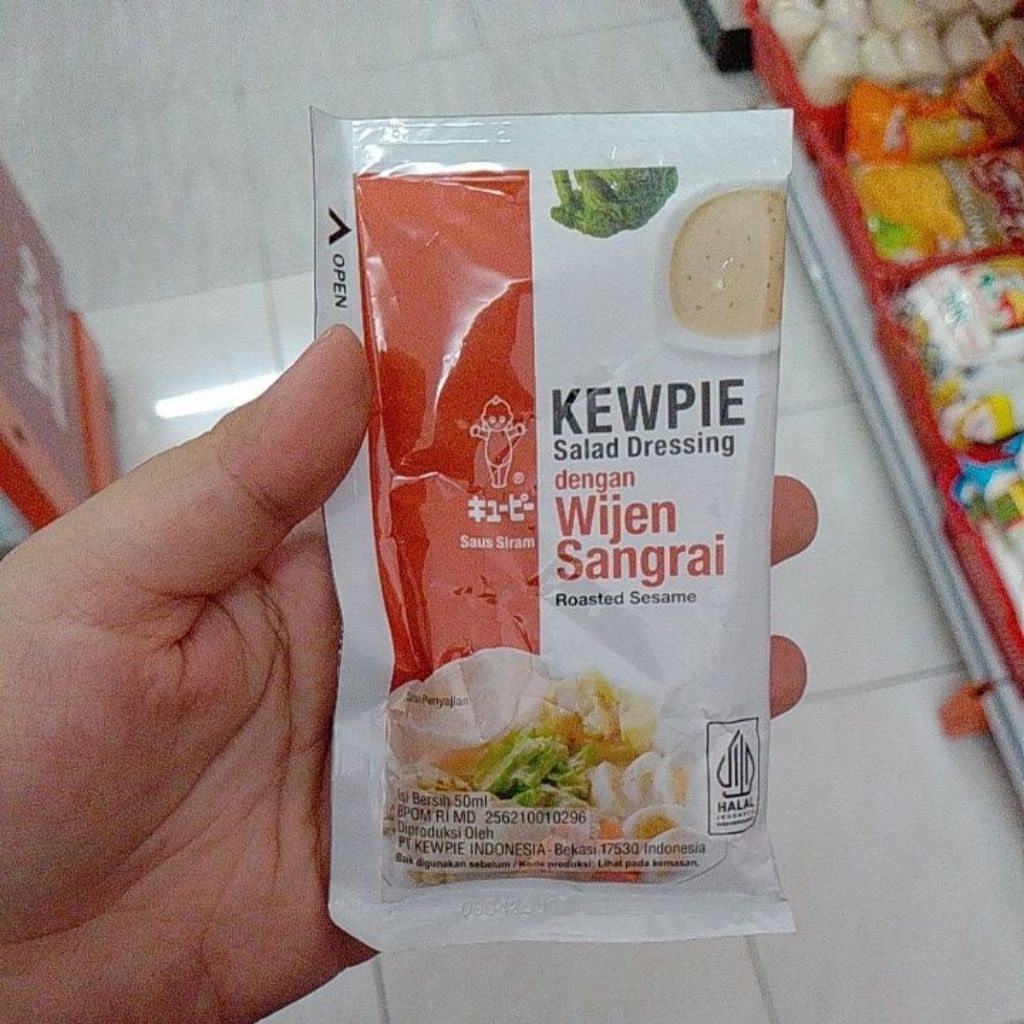 OPEN
KEWPIE
Salad Dressing
dengan
Wijen
Sangrai
Roasted Sesame
®
キユーピー
Saus Siram
Saran Penyajian
HALAL
INDONESIA
Isi Bersih 50ml
BPOM RI MD 256210010296
Diproduksi Oleh
PT KEWPIE INDONESIA - Bekasi 17530 Indonesia
Baik digunakan sebelum / Kode produksi: Lihat pada kemasan.